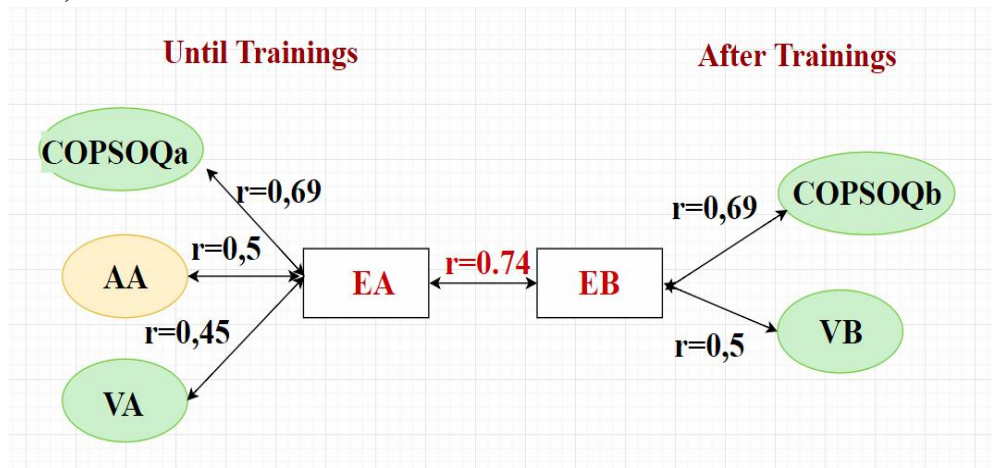 Until Trainings
After Trainings
COPSOQa
r=0,69
AA
r=0,5
VA
r=0,45
EA
r=0.74
EB
r=0,69
COPSOQb
r=0,5
VB